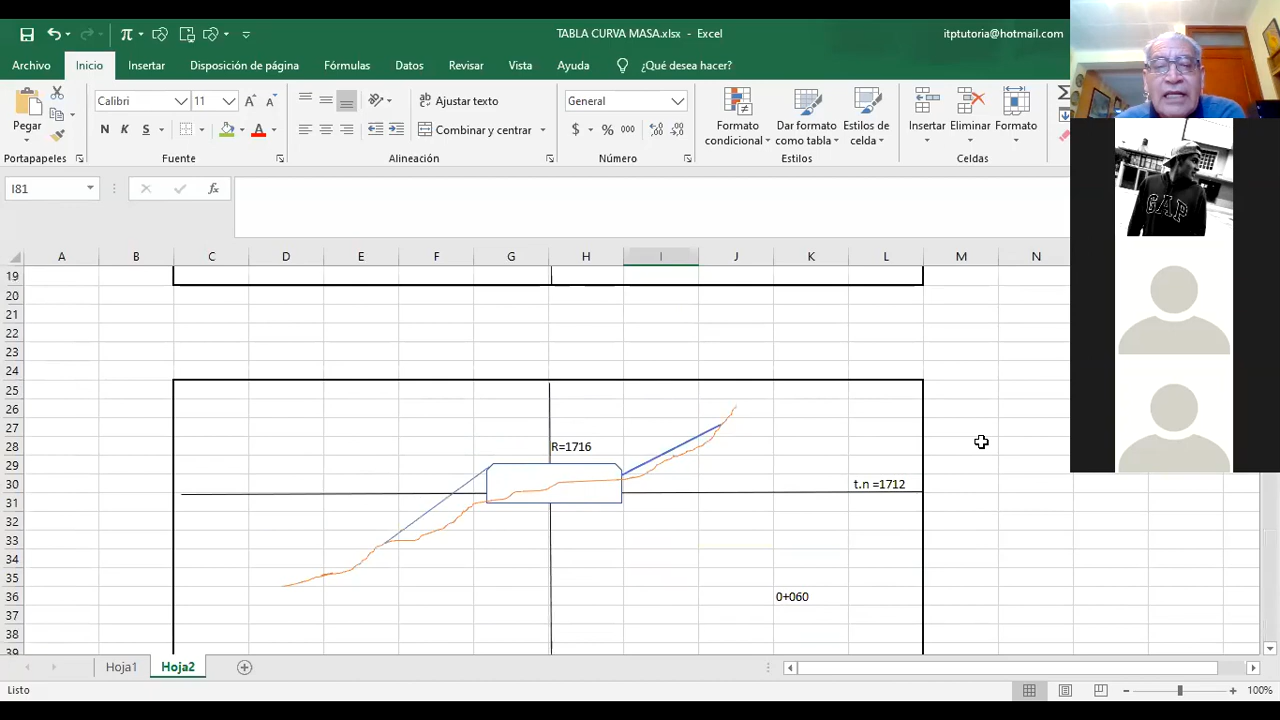 TABLA CURVA MASA.xlsx - Excel
itptutoria@hotmail.com
Archivo Inicio Insertar Disposición de página Fórmulas Datos Revisar Vista Ayuda ¿Qué desea hacer?
Pegar
Calibri 11
N K S
Ajustar texto
Combinar y centrar
General
$ % 000
Formato condicional
Dar formato como tabla
Estilos de celda
Insertar Eliminar Formato
Portapapeles Fuente Alineación Número Estilos Celdas
I81 fx
A B C D E F G H I J K L M N
19
20
21
22
23
24
25
26
27
28
29
30
31
32
33
34
35
36
37
38
39
R=1716
t.n =1712
0+060
GAP
Hoja1 Hoja2
Listo 100%